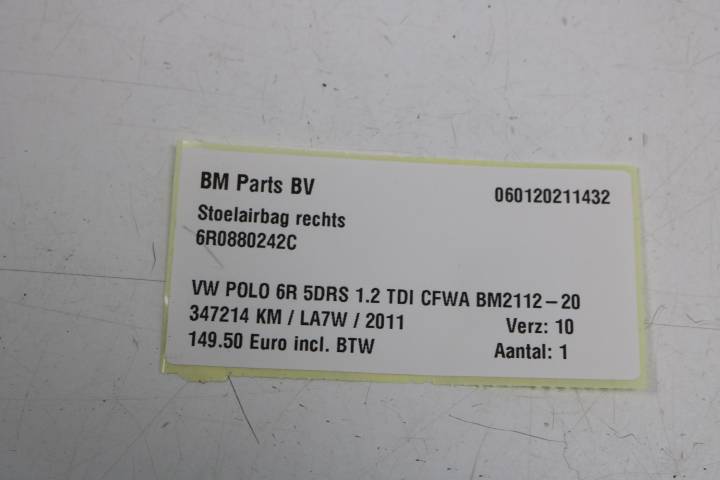 BM Parts BV 060120211432
Stoelairbag rechts
6R0880242C
VW POLO 6R 5DRS 1.2 TDI CFWA BM2112-20
347214 KM / LA7W / 2011 Verz: 10
149.50 Euro incl. BTW Aantal: 1